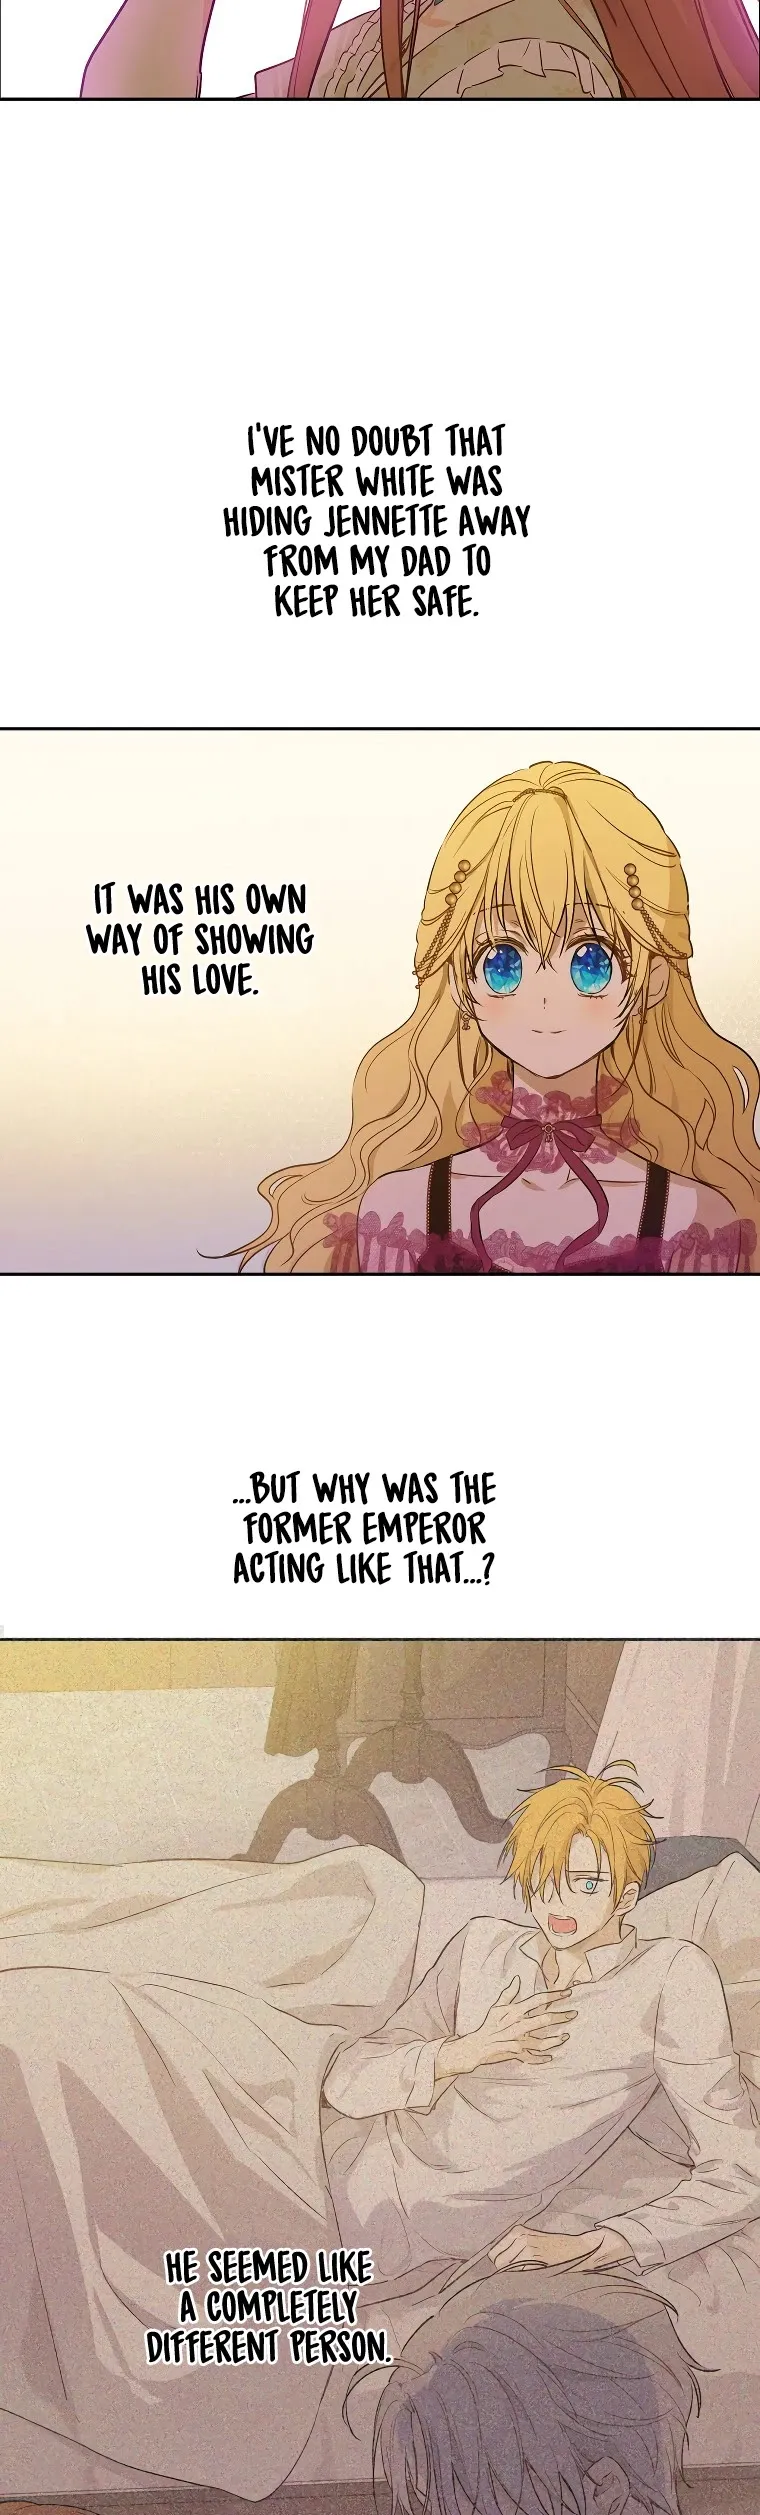 I'VE NO DOUBT THAT
MISTER WHITE WAS
HIDING JENNETTE AWAY
FROM MY DAD TO
KEEP HER SAFE.
IT WAS HIS OWN
WAY OF SHOWING
HIS LOVE.
...BUT WHY WAS THE
FORMER EMPEROR
ACTING LIKE THAT...?
HE SEEMED LIKE
A COMPLETELY
DIFFERENT PERSON.